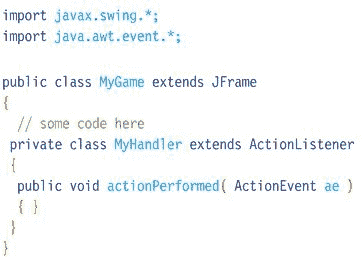 import javax.swing.*;
import java.awt.event.*;
public class MyGame extends JFrame
{
// some code here
private class MyHandler extends ActionListener
{
public void actionPerformed( ActionEvent ae )
{ }
}
}